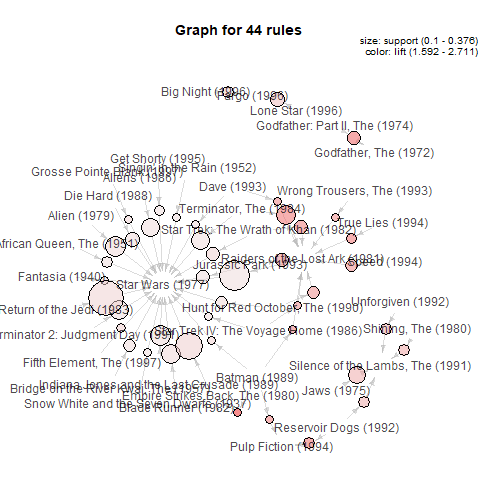 Graph for 44 rules
size: support (0.1 - 0.376)
color: lift (1.592 - 2.711)
Big Night (1996)
Fargo (1996)
Lone Star (1996)
Godfather: Part II, The (1974)
Godfather, The (1972)
Get Shorty (1995)
Singin' in the Rain (1952)
Grosse Pointe Blank (1997)
Aliens (1986)
Dave (1993)
Wrong Trousers, The (1993)
Die Hard (1988)
Terminator, The (1984)
Alien (1979)
True Lies (1994)
Star Trek: The Wrath of Khan (1982)
African Queen, The (1951)
Raiders of the Lost Ark (1981)
Jurassic Park (1993)
Speed (1994)
Fantasia (1940)
Star Wars (1977)
Unforgiven (1992)
Return of the Jedi (1983)
Hunt for Red October, The (1990)
Shining, The (1980)
erminator 2: Judgment Day (1991)
Star Trek IV: The Voyage Home (1986)
Fifth Element, The (1997)
Silence of the Lambs, The (1991)
Batman (1989)
Indiana Jones and the Last Crusade (1989)
Bridge on the River Kwai, The (1957)
Jaws (1975)
Empire Strikes Back, The (1980)
Snow White and the Seven Dwarfs (1937)
Blade Runner (1982)
Reservoir Dogs (1992)
Pulp Fiction (1994)